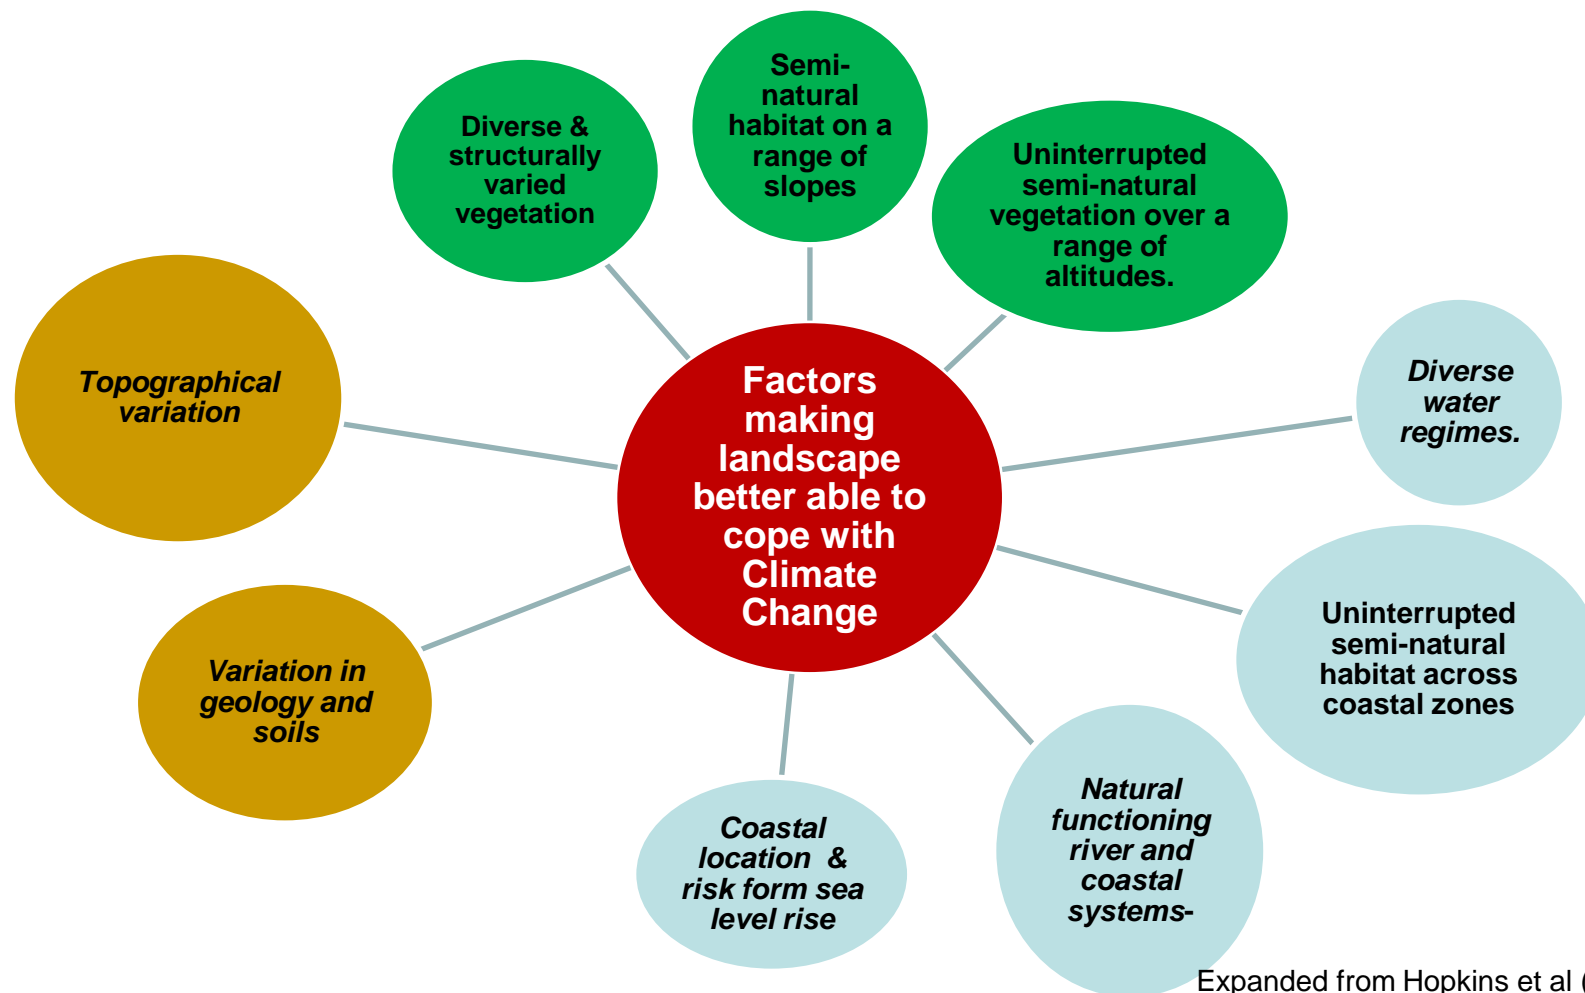 Semi-
natural
habitat on a
range of
slopes
Diverse &
structurally
varied
vegetation
Uninterrupted
semi-natural
vegetation over a
range of
altitudes.
Topographical
variation
Factors
making
landscape
better able to
cope with
Climate
Change
Diverse
water
regimes.
Variation in
geology and
soils
Uninterrupted
semi-natural
habitat across
coastal zones
Coastal
location &
risk form sea
level rise
Natural
functioning
river and
coastal
systems-
Expanded from Hopkins et al (